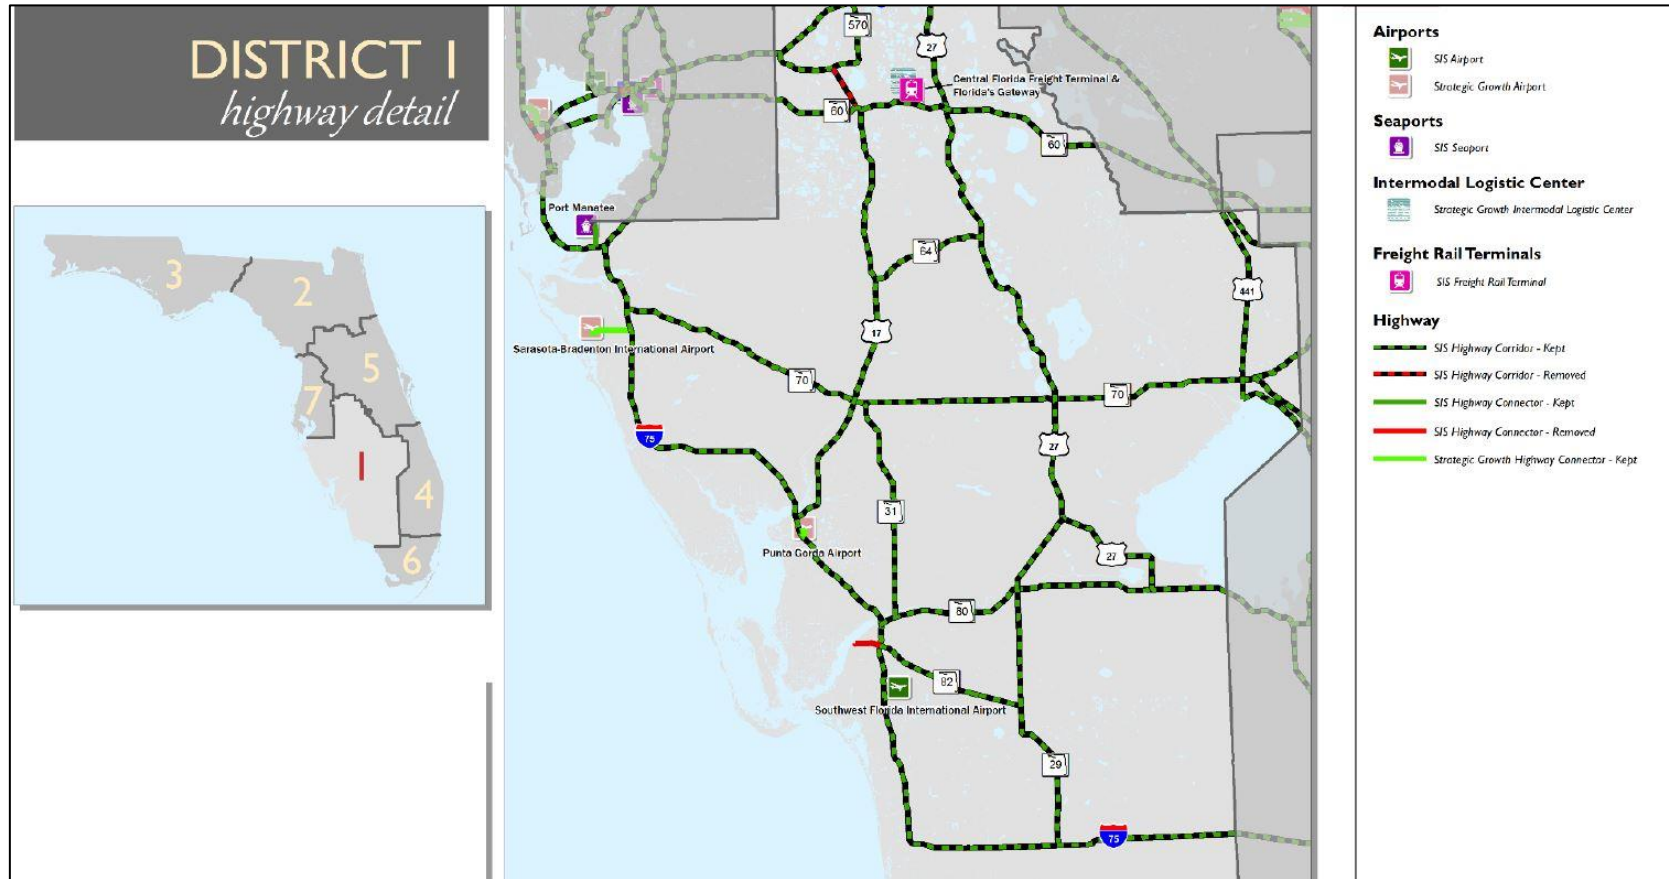 DISTRICT 1
highway detail
3
2
5
7
1
4
6
570
27
Central Florida Freight Terminal &
Florida's Gateway
60
60
Port Manatee
64
441
17
Sarasota-Bradenton International Airport
70
70
75
27
31
Punta Gorda Airport
27
80
82
Southwest Florida International Airport
29
75
Airports
SIS Airport
Strategic Growth Airport
Seaports
SIS Seaport
Intermodal Logistic Center
Strategic Growth Intermodal Logistic Center
Freight Rail Terminals
SIS Freight Rail Terminal
Highway
SIS Highway Corridor - Kept
SIS Highway Corridor - Removed
SIS Highway Connector - Kept
SIS Highway Connector - Removed
Strategic Growth Highway Connector - Kept